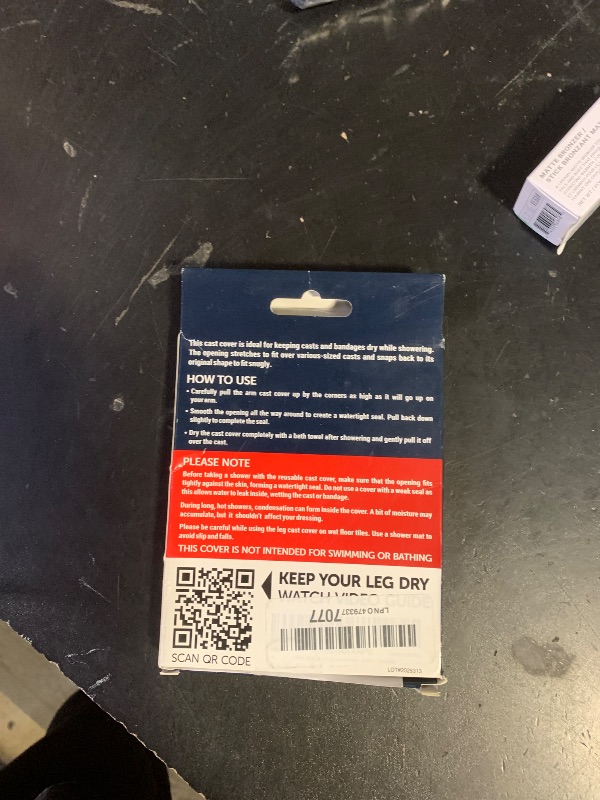 MATTE BRONZER /
STICK BRONZANT MA
This cast cover is ideal for keeping casts and bandages dry while showering.
The opening stretches to fit over various-sized casts and snaps back to its
original shape to fit snugly.
HOW TO USE
• Carefully pull the arm cast cover up by the corners as high as it will go up on
your arm.
• Smooth the opening all the way around to create a watertight seal. Pull back down
slightly to complete the seal.
• Dry the cast cover completely with a bath towel after showering and gently pull it off
over the cast.
PLEASE NOTE
Before taking a shower with the reusable cast cover, make sure that the opening fits
tightly against the skin, forming a watertight seal. Do not use a cover with a weak seal as
this allows water to leak inside, wetting the cast or bandage.
During long, hot showers, condensation can form inside the cover. A bit of moisture may
accumulate, but it shouldn't affect your dressing.
Please be careful while using the leg cast cover on wet floor tiles. Use a shower mat to
avoid slip and falls.
THIS COVER IS NOT INTENDED FOR SWIMMING OR BATHING
KEEP YOUR LEG DRY
WATCH VIDEO GUIDE
LPNO4793377077
SCAN QR CODE